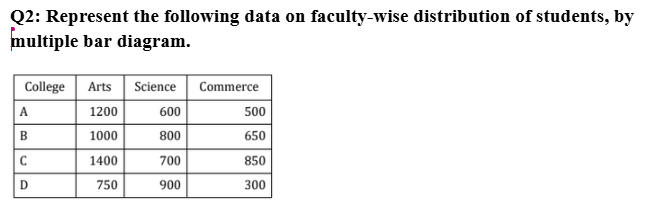 Q2: Represent the following data on faculty-wise distribution of students, by
multiple bar diagram.
College Arts Science Commerce
A 1200 600 500
B 1000 800 650
C 1400 700 850
D 750 900 300